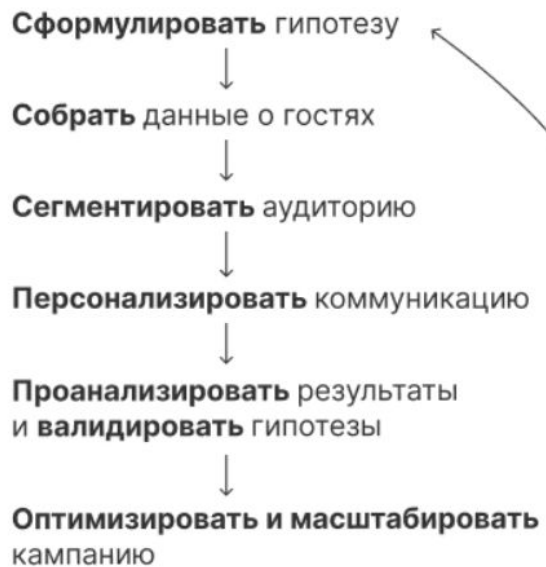 Сформулировать гипотезу
Собрать данные о гостях
Сегментировать аудиторию
Персонализировать коммуникацию
Проанализировать результаты
и валидировать гипотезы
Оптимизировать и масштабировать
кампанию